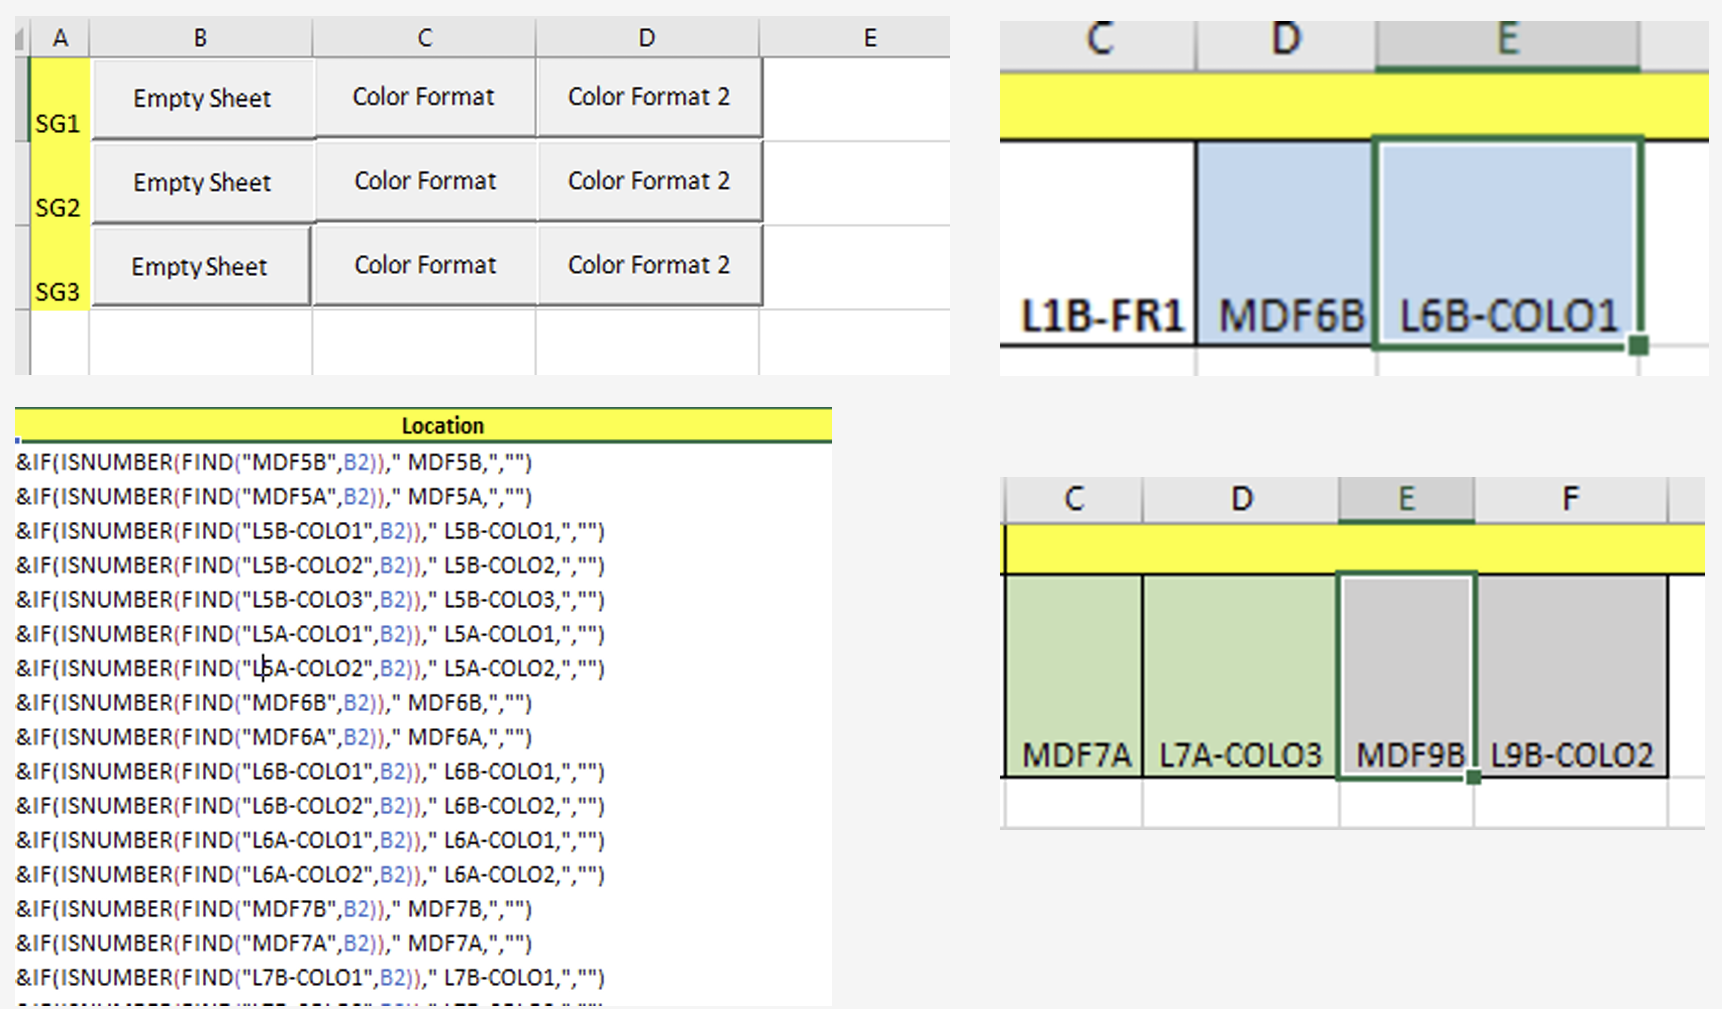 A B C D E
SG1 Empty Sheet Color Format Color Format 2
SG2 Empty Sheet Color Format Color Format 2
SG3 Empty Sheet Color Format Color Format 2
C D E
L1B-FR1 MDF6B L6B-COLO1
Location
&IF(ISNUMBER(FIND("MDF5B",B2))," MDF5B,","")
&IF(ISNUMBER(FIND("MDF5A",B2))," MDF5A,","")
&IF(ISNUMBER(FIND("L5B-COLO1",B2))," L5B-COLO1,","")
&IF(ISNUMBER(FIND("L5B-COLO2",B2))," L5B-COLO2,","")
&IF(ISNUMBER(FIND("L5B-COLO3",B2))," L5B-COLO3,","")
&IF(ISNUMBER(FIND("L5A-COLO1",B2))," L5A-COLO1,","")
&IF(ISNUMBER(FIND("L5A-COLO2",B2))," L5A-COLO2,","")
&IF(ISNUMBER(FIND("MDF6B",B2))," MDF6B,","")
&IF(ISNUMBER(FIND("MDF6A",B2))," MDF6A,","")
&IF(ISNUMBER(FIND("L6B-COLO1",B2))," L6B-COLO1,","")
&IF(ISNUMBER(FIND("L6B-COLO2",B2))," L6B-COLO2,","")
&IF(ISNUMBER(FIND("L6A-COLO1",B2))," L6A-COLO1,","")
&IF(ISNUMBER(FIND("L6A-COLO2",B2))," L6A-COLO2,","")
&IF(ISNUMBER(FIND("MDF7B",B2))," MDF7B,","")
&IF(ISNUMBER(FIND("MDF7A",B2))," MDF7A,","")
&IF(ISNUMBER(FIND("L7B-COLO1",B2))," L7B-COLO1,","")
C D E F
MDF7A L7A-COLO3 MDF9B L9B-COLO2